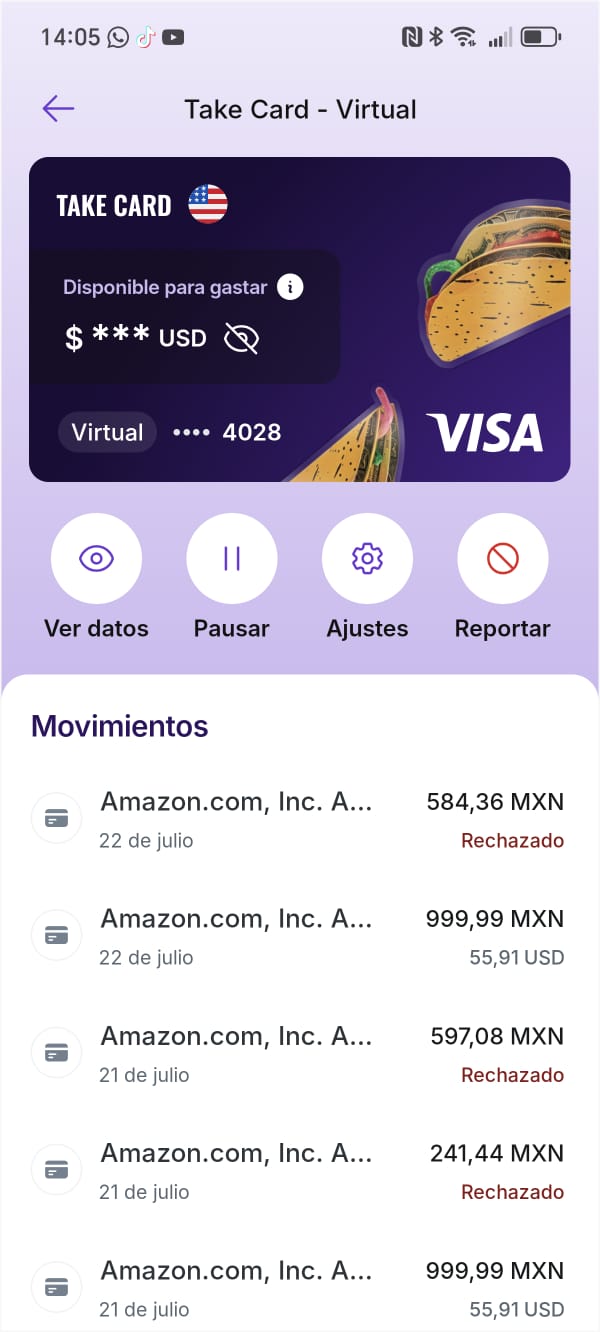 14:05
Take Card - Virtual
TAKE CARD
Disponible para gastar
$ *** USD
Virtual •••• 4028
VISA
Ver datos Pausar Ajustes Reportar
Movimientos
Amazon.com, Inc. A... 584,36 MXN
22 de julio Rechazado
Amazon.com, Inc. A... 999,99 MXN
22 de julio 55,91 USD
Amazon.com, Inc. A... 597,08 MXN
21 de julio Rechazado
Amazon.com, Inc. A... 241,44 MXN
21 de julio Rechazado
Amazon.com, Inc. A... 999,99 MXN
21 de julio 55,91 USD